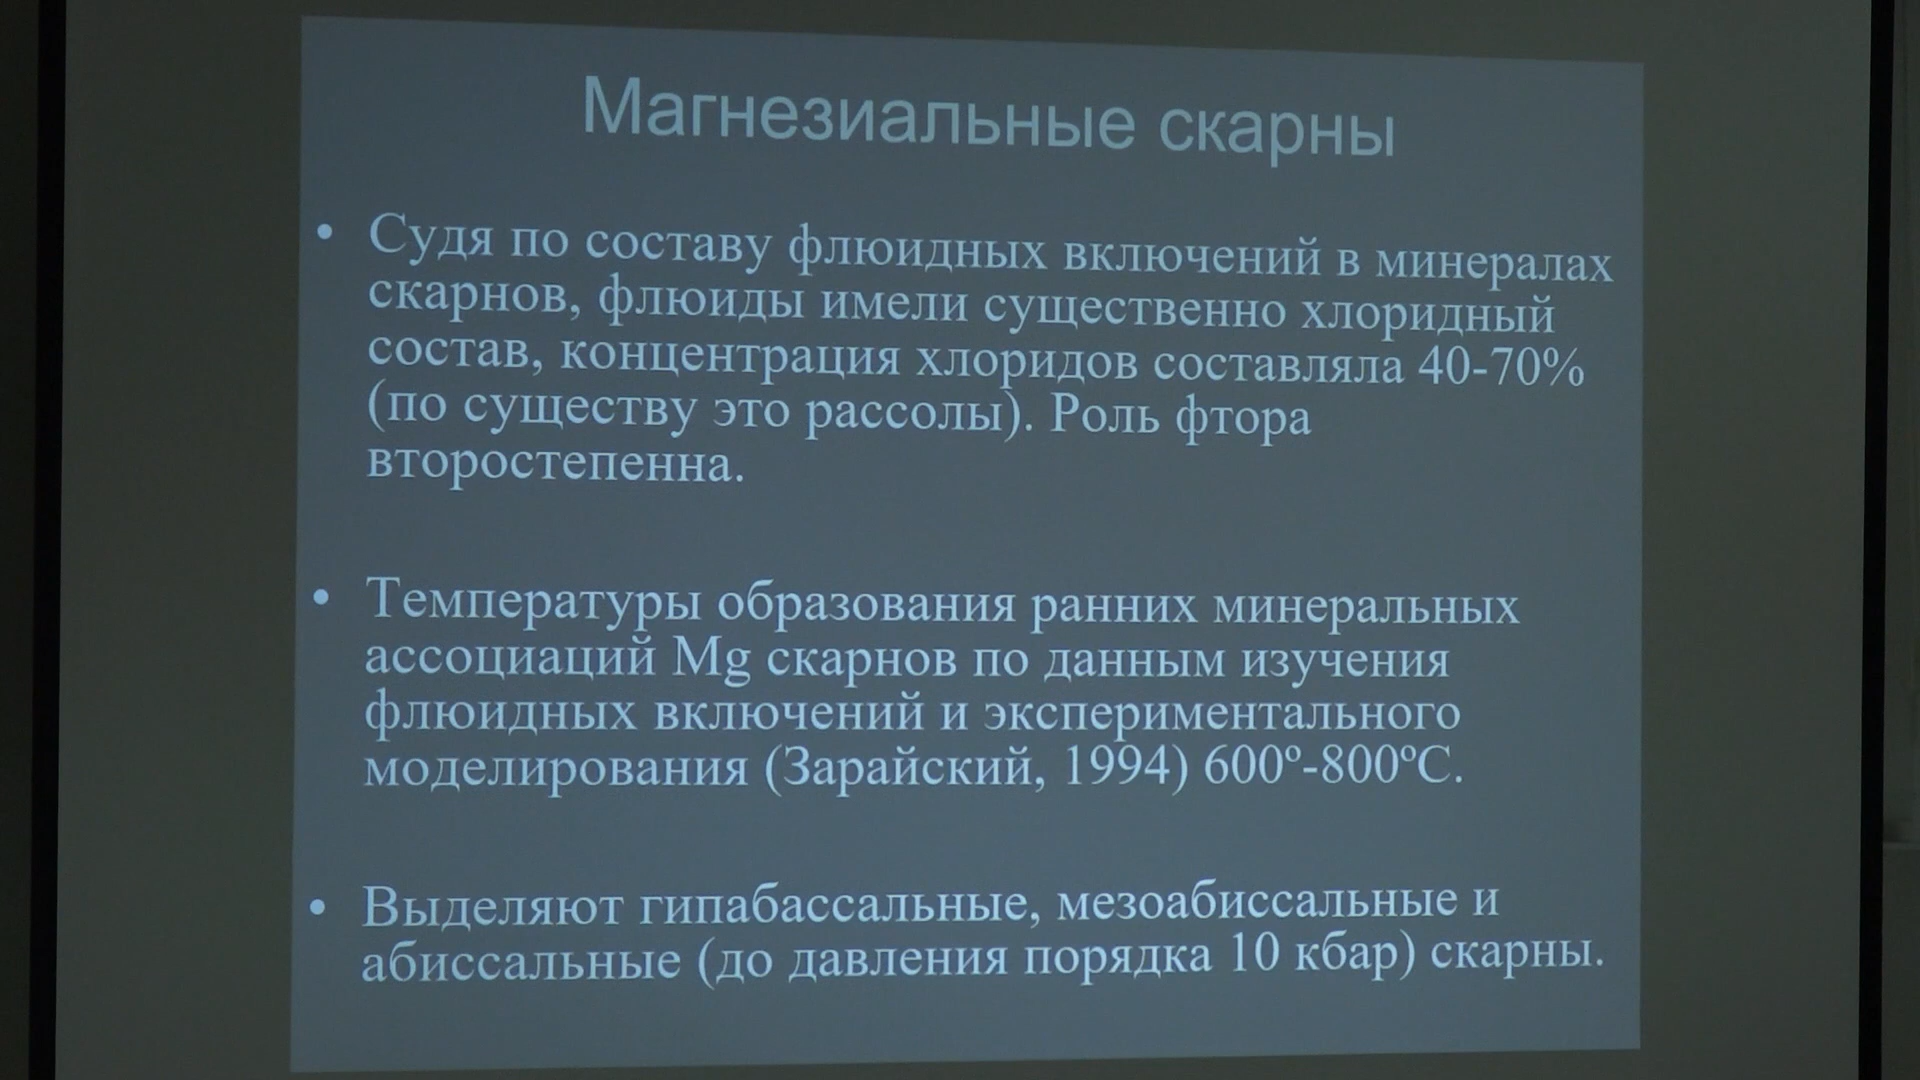 Магнезиальные скарны
• Судя по составу флюидных включений в минералах
скарнов, флюиды имели существенно хлоридный
состав, концентрация хлоридов составляла 40-70%
(по существу это рассолы). Роль фтора
второстепенна.
• Температуры образования ранних минеральных
ассоциаций Mg скарнов по данным изучения
флюидных включений и экспериментального
моделирования (Зарайский, 1994) 600º-800ºС.
• Выделяют гипабассальные, мезоабиссальные и
абиссальные (до давления порядка 10 кбар) скарны.